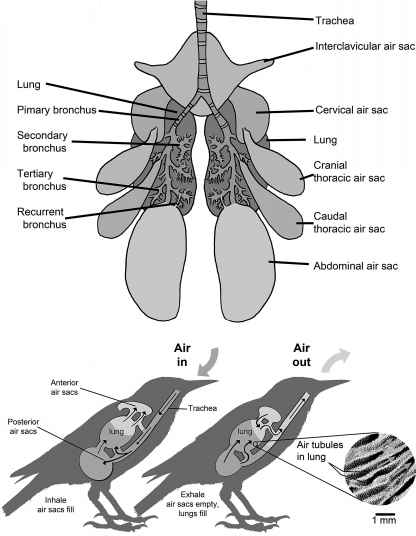 Trachea
Interclavicular air sac
Lung
Pimary bronchus
Cervical air sac
Secondary
bronchus
Lung
Cranial
thoracic air sac
Tertiary
bronchus
Recurrent
bronchus
Caudal
thoracic air sac
Abdominal air sac
Air
in
Air
out
Anterior
air sacs
Trachea
Posterior
air sacs
lung
lung
Air tubules
in lung
Inhale
air sacs fill
Exhale
air sacs empty,
lungs fill
1 mm